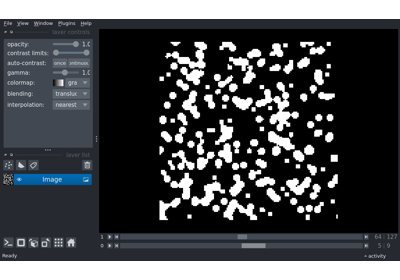 File View Window Plugins Help
layer controls
opacity: 1.0
contrast limits:
auto-contrast: once
gamma: 1.0
colormap: gra
blending: translu
interpolation: nearest
layer list
Image
1 64 127
0 5 9
Ready activity